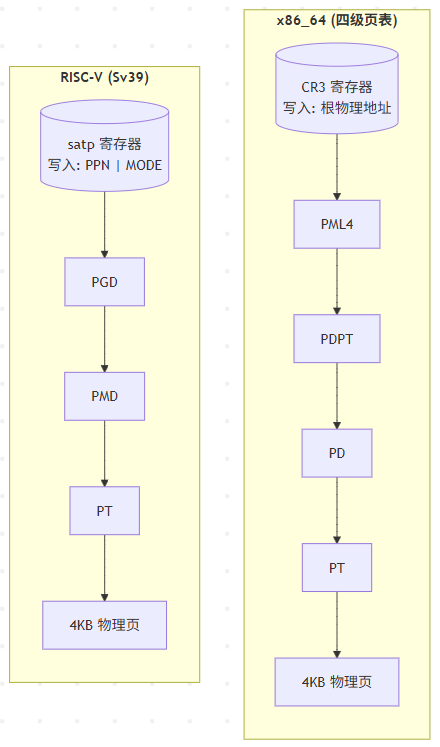 RISC-V (Sv39)
satp 寄存器
写入: PPN | MODE
PGD
PMD
PT
4KB 物理页
x86_64 (四级页表)
CR3 寄存器
写入: 根物理地址
PML4
PDPT
PD
PT
4KB 物理页